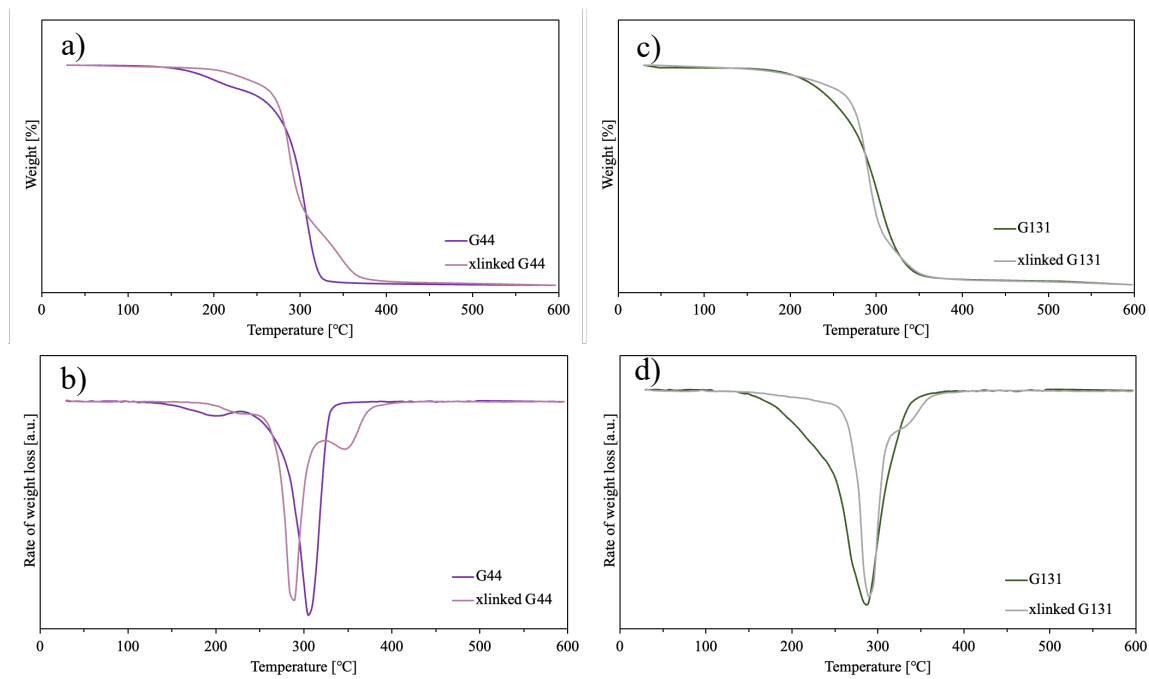 a)
Weight [%]
G44
xlinked G44
0 100 200 300 400 500 600
Temperature [°C]
c)
Weight [%]
G131
xlinked G131
0 100 200 300 400 500 600
Temperature [°C]
b)
Rate of weight loss [a.u.]
G44
xlinked G44
0 100 200 300 400 500 600
Temperature [°C]
d)
Rate of weight loss [a.u.]
G131
xlinked G131
0 100 200 300 400 500 600
Temperature [°C]